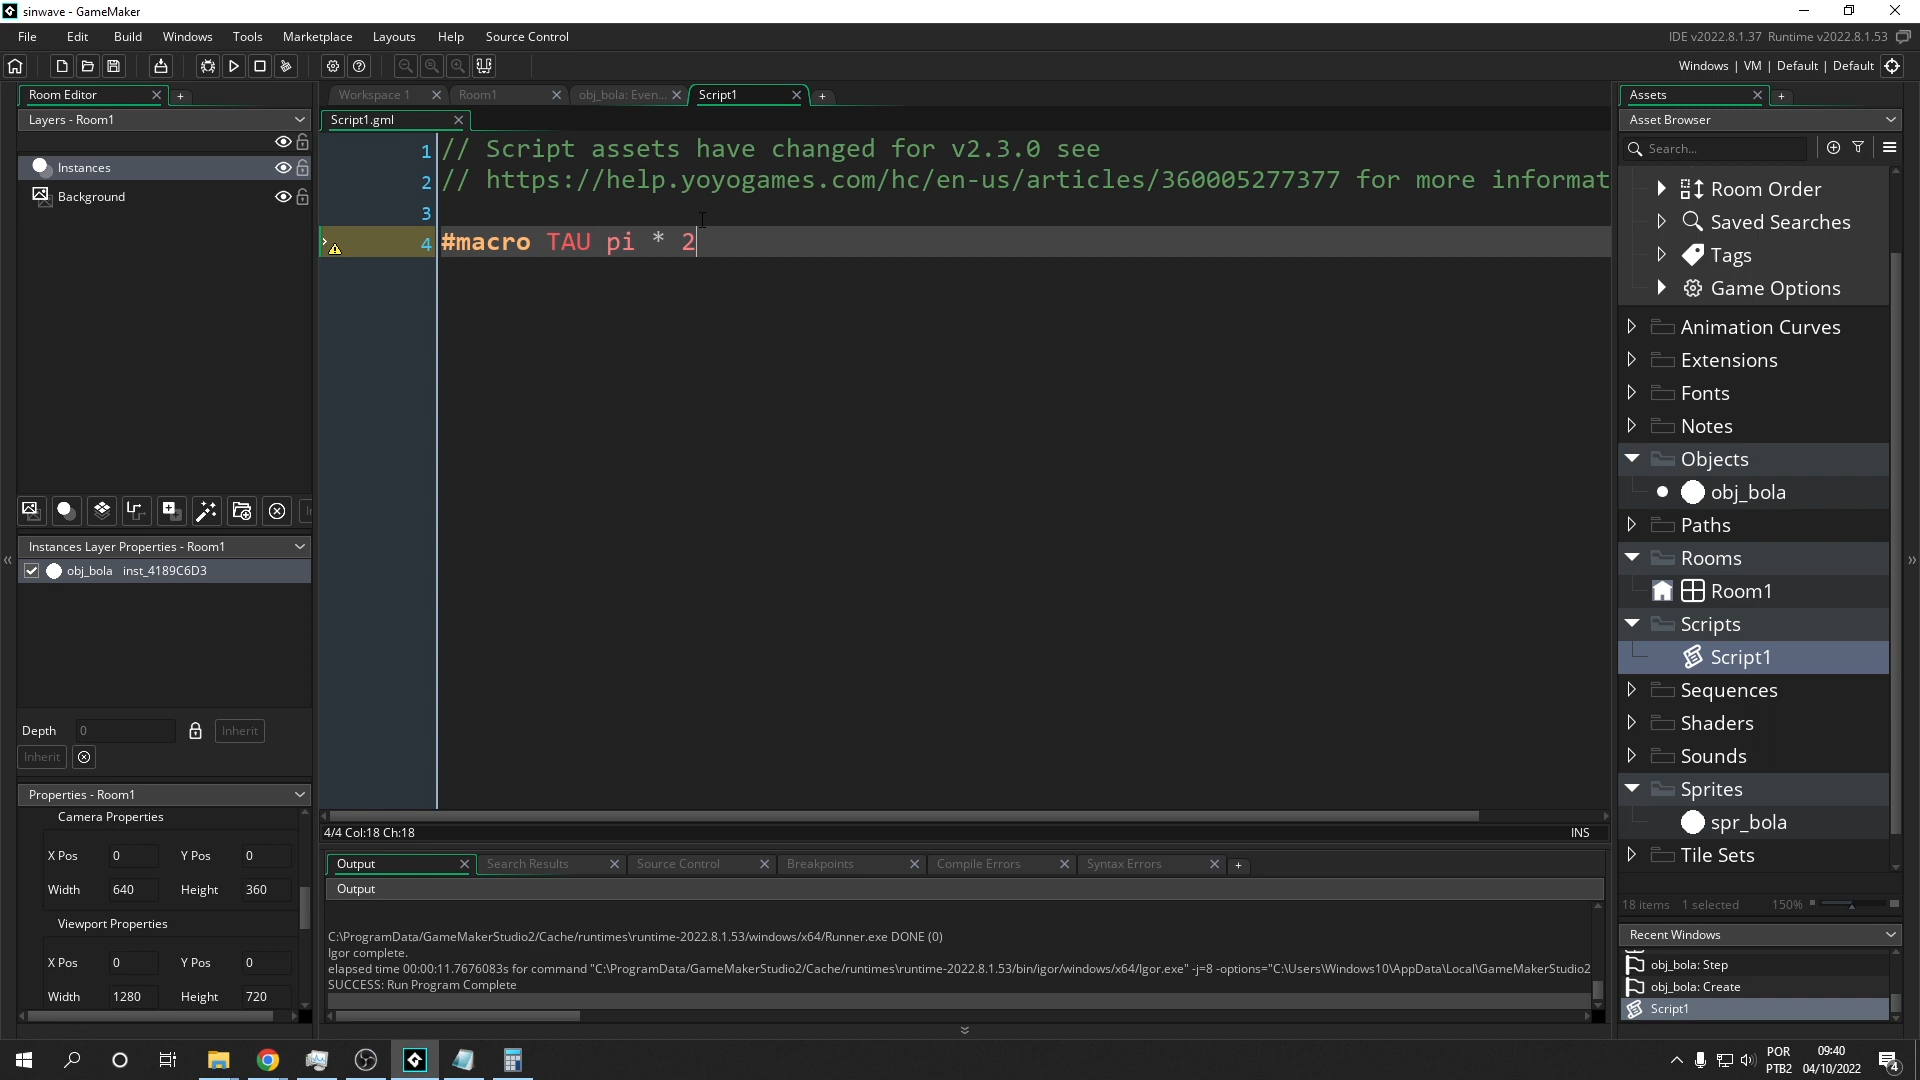 sinwave - GameMaker
File Edit Build Windows Tools Marketplace Layouts Help Source Control
IDE v2022.8.1.37 Runtime v2022.8.1.53
Windows | VM | Default | Default
Room Editor
Layers - Room1
Instances
Background
Instances Layer Properties - Room1
obj_bola inst_4189C6D3
Depth 0 Inherit
Inherit
Properties - Room1
Camera Properties
X Pos 0 Y Pos 0
Width 640 Height 360
Viewport Properties
X Pos 0 Y Pos 0
Width 1280 Height 720
Workspace 1 Room1 obj_bola: Even... Script1
Script1.gml
1 // Script assets have changed for v2.3.0 see
2 // https://help.yoyogames.com/hc/en-us/articles/360005277377 for more informat
3
4 #macro TAU pi * 2
4/4 Col:18 Ch:18 INS
Output Search Results Source Control Breakpoints Compile Errors Syntax Errors
Output
C:\ProgramData/GameMakerStudio2/Cache/runtimes\runtime-2022.8.1.53/windows/x64/Runner.exe DONE (0)
Igor complete.
elapsed time 00:00:11.7676083s for command "C:\ProgramData/GameMakerStudio2/Cache/runtimes\runtime-2022.8.1.53/bin/igor/windows/x64/Igor.exe" -j=8 -options="C:\Users\Windows10\AppData\Local\GameMakerStudio2
SUCCESS: Run Program Complete
Assets
Asset Browser
Search...
Room Order
Saved Searches
Tags
Game Options
Animation Curves
Extensions
Fonts
Notes
Objects
obj_bola
Paths
Rooms
Room1
Scripts
Script1
Sequences
Shaders
Sounds
Sprites
spr_bola
Tile Sets
18 items 1 selected 150%
Recent Windows
obj_bola: Step
obj_bola: Create
Script1
POR
PTB2
09:40
04/10/2022
4